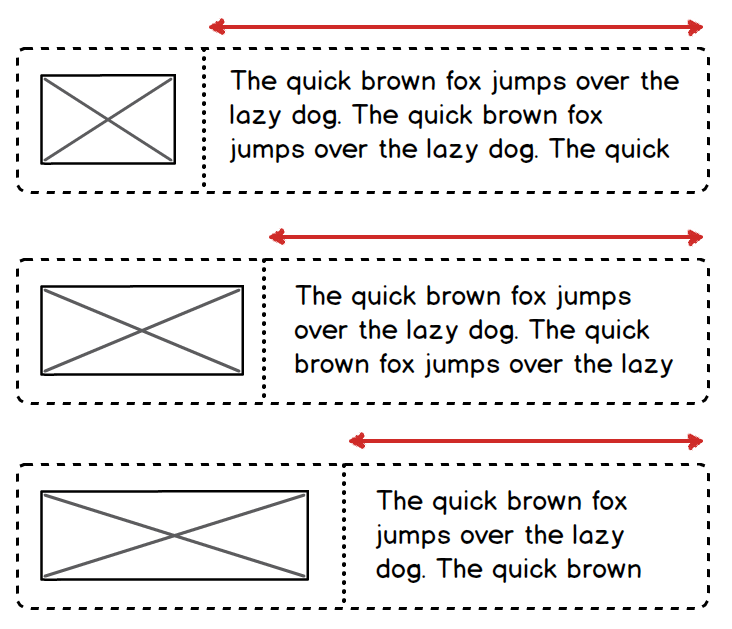 The quick brown fox jumps over the
lazy dog. The quick brown fox
jumps over the lazy dog. The quick
The quick brown fox jumps
over the lazy dog. The quick
brown fox jumps over the lazy
The quick brown fox
jumps over the lazy
dog. The quick brown